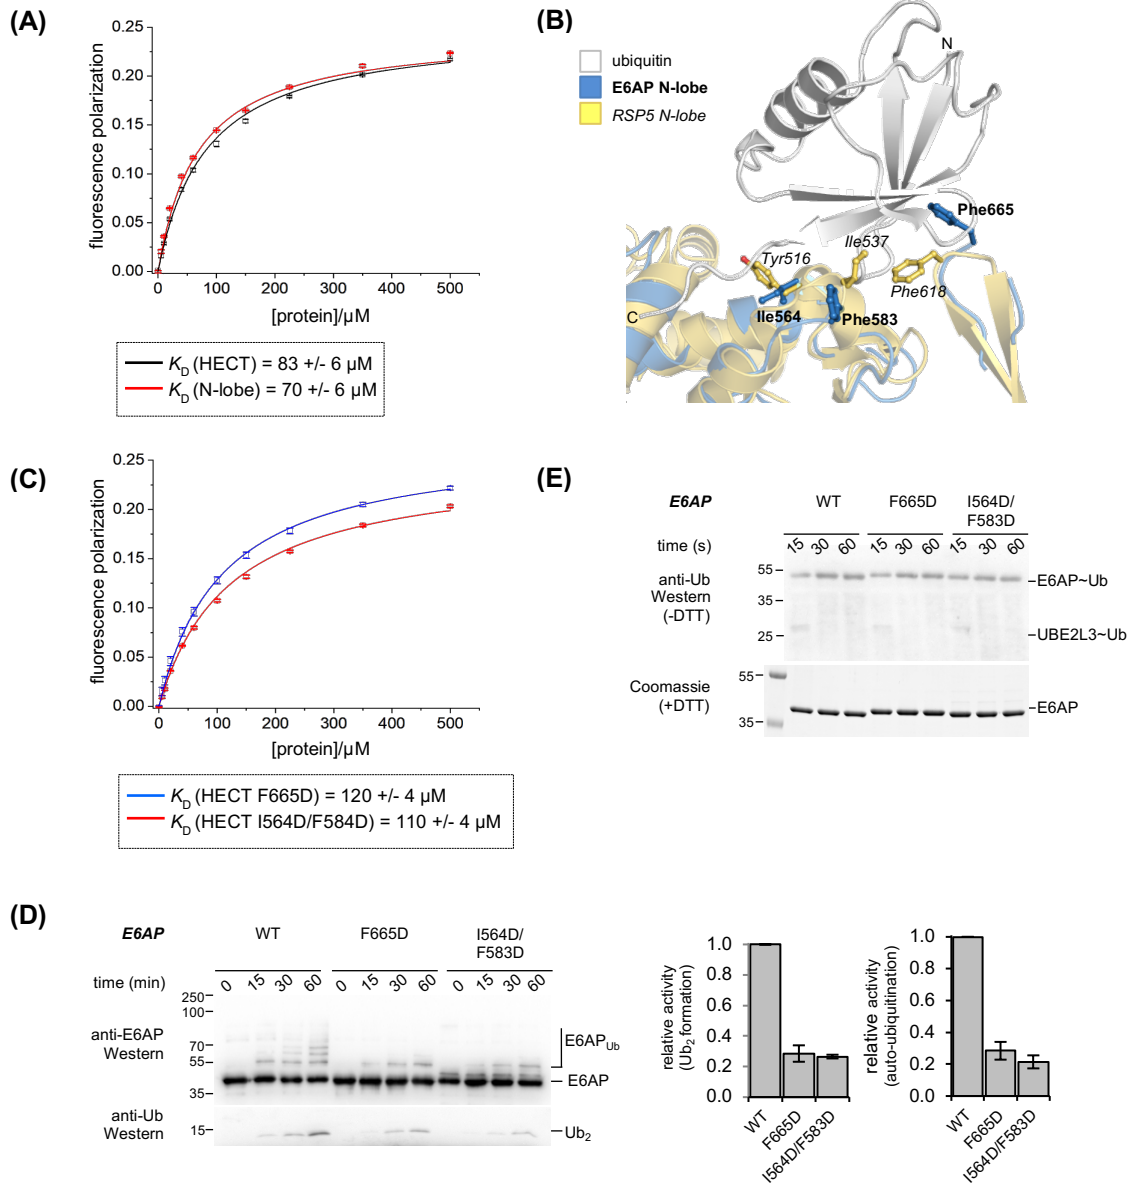 (A)
fluorescence polarization
0.25
0.20
0.15
0.10
0.05
0.00
0 100 200 300 400 500
[protein]/µM
K_D (HECT) = 83 +/- 6 µM
K_D (N-lobe) = 70 +/- 6 µM
(B)
ubiquitin
E6AP N-lobe
RSP5 N-lobe
N
Phe665
Ile537
Tyr516
Phe618
Ile564
Phe583
C
(C)
fluorescence polarization
0.25
0.20
0.15
0.10
0.05
0.00
0 100 200 300 400 500
[protein]/µM
K_D (HECT F665D) = 120 +/- 4 µM
K_D (HECT I564D/F584D) = 110 +/- 4 µM
(E)
E6AP WT F665D I564D/
F583D
time (s) 15 30 60 15 30 60 15 30 60
anti-Ub
Western
(-DTT)
55
35
25
E6AP~Ub
UBE2L3~Ub
Coomassie
(+DTT)
55
35
E6AP
(D)
E6AP WT F665D I564D/
F583D
time (min) 0 15 30 60 0 15 30 60 0 15 30 60
anti-E6AP
Western
250
100
70
55
35
E6AP_Ub
E6AP
anti-Ub
Western
15
Ub_2
relative activity
(Ub_2 formation)
1.0
0.8
0.6
0.4
0.2
0.0
WT
F665D
I564D/F583D
relative activity
(auto-ubiquitination)
1.0
0.8
0.6
0.4
0.2
0.0
WT
F665D
I564D/F583D